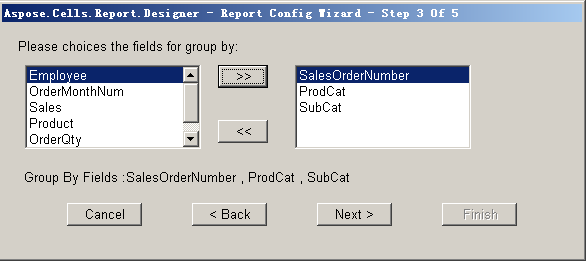 Aspose.Cells.Report.Designer - Report Config Wizard - Step 3 Of 5
Please choices the fields for group by:
Employee
OrderMonthNum
Sales
Product
OrderQty
>>
<<
SalesOrderNumber
ProdCat
SubCat
Group By Fields :SalesOrderNumber , ProdCat , SubCat
Cancel
< Back
Next >
Finish